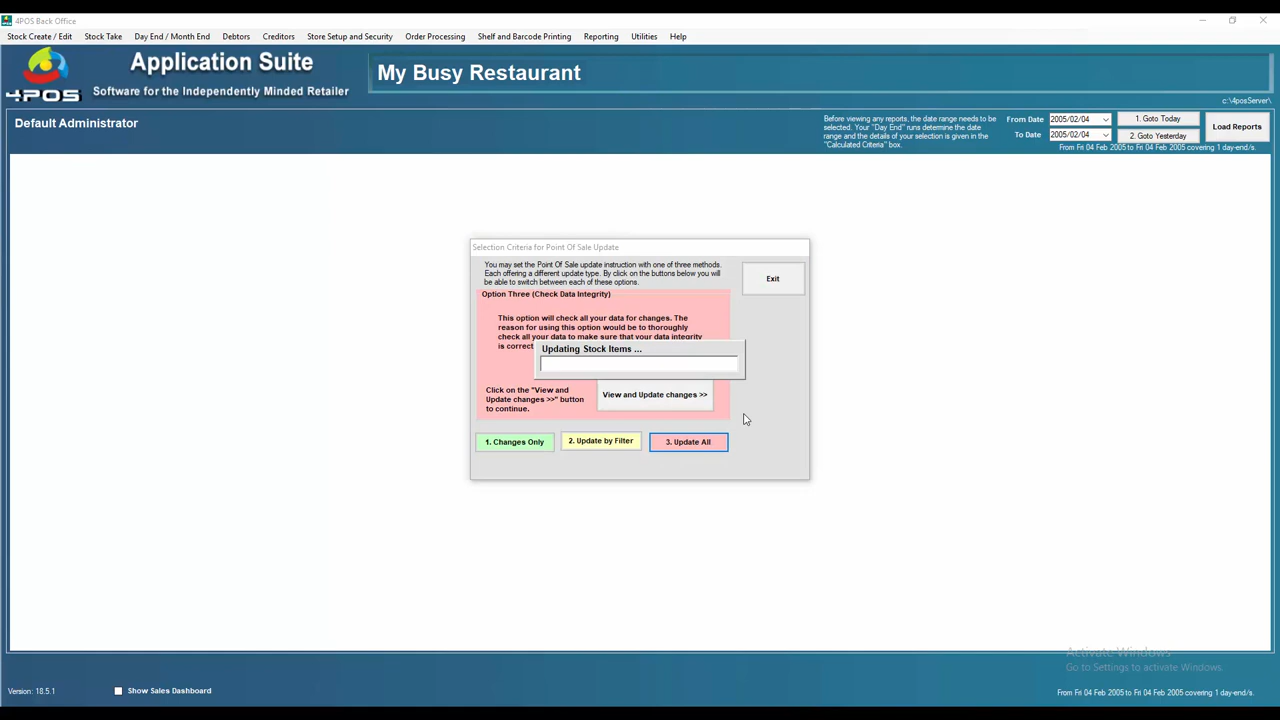 4POS Back Office
Stock Create / Edit Stock Take Day End / Month End Debtors Creditors Store Setup and Security Order Processing Shelf and Barcode Printing Reporting Utilities Help
Application Suite
Software for the Independently Minded Retailer
4POS
My Busy Restaurant
c:\4posServer\
Default Administrator
Before viewing any reports, the date range needs to
be selected. Your "Day End" runs determine the date
range and the details of your selection is given in the
"Calculated Criteria" box.
From Date 2005/02/04
To Date 2005/02/04
1. Goto Today
2. Goto Yesterday
Load Reports
From Fri 04 Feb 2005 to Fri 04 Feb 2005 covering 1 day-end/s.
Selection Criteria for Point Of Sale Update
You may set the Point Of Sale update instruction with one of three methods.
Each offering a different update type. By click on the buttons below you will
be able to switch between each of these options.
Exit
Option Three (Check Data Integrity)
This option will check all your data for changes. The
reason for using this option would be to thoroughly
check all your data to make sure that your data integrity
is correct
Updating Stock Items ...
Click on the "View and
Update changes >>" button
to continue.
View and Update changes >>
1. Changes Only
2. Update by Filter
3. Update All
Activate Windows
Go to Settings to activate Windows.
Version: 18.5.1
Show Sales Dashboard
From Fri 04 Feb 2005 to Fri 04 Feb 2005 covering 1 day-end/s.